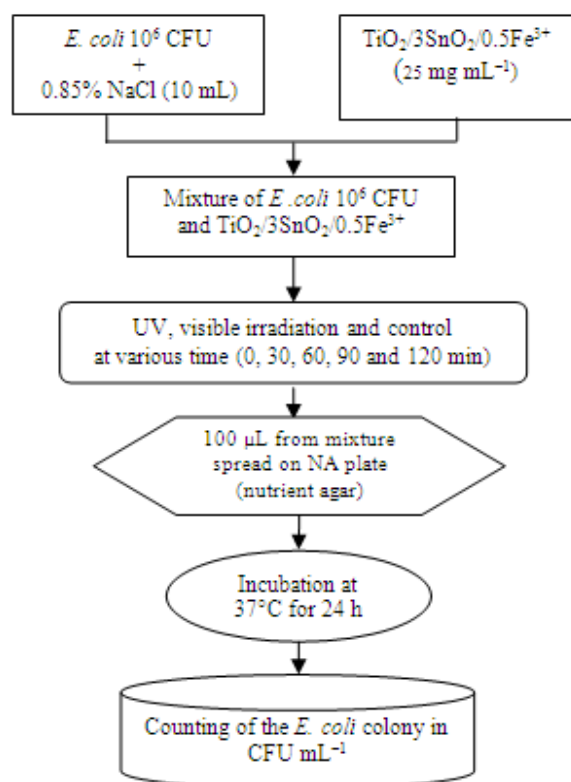 E. coli 10⁶ CFU
+
0.85% NaCl (10 mL)
TiO₂/3SnO₂/0.5Fe³⁺
(25 mg mL⁻¹)
Mixture of E .coli 10⁶ CFU
and TiO₂/3SnO₂/0.5Fe³⁺
UV, visible irradiation and control
at various time (0, 30, 60, 90 and 120 min)
100 µL from mixture
spread on NA plate
(nutrient agar)
Incubation at
37°C for 24 h
Counting of the E. coli colony in
CFU mL⁻¹